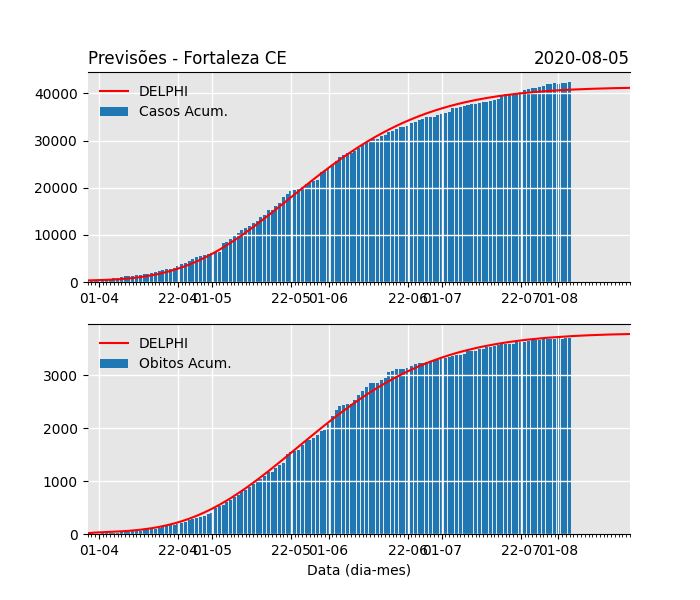 Previsões - Fortaleza CE 2020-08-05
DELPHI
Casos Acum.
40000
30000
20000
10000
0
01-04 22-04 01-05 22-05 01-06 22-06 01-07 22-07 01-08
DELPHI
Obitos Acum.
3000
2000
1000
0
01-04 22-04 01-05 22-05 01-06 22-06 01-07 22-07 01-08
Data (dia-mes)